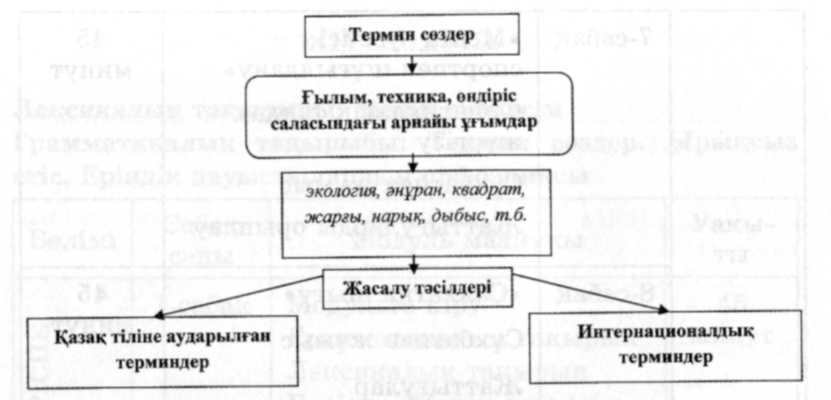 Термин сөздер
Ғылым, техника, өндіріс
саласындағы арнайы ұғымдар
экология, әнұран, квадрат,
жарғы, нарық, дыбыс, т.б.
Жасалу тәсілдері
Қазақ тіліне аударылған
терминдер
Интернационалдық
терминдер